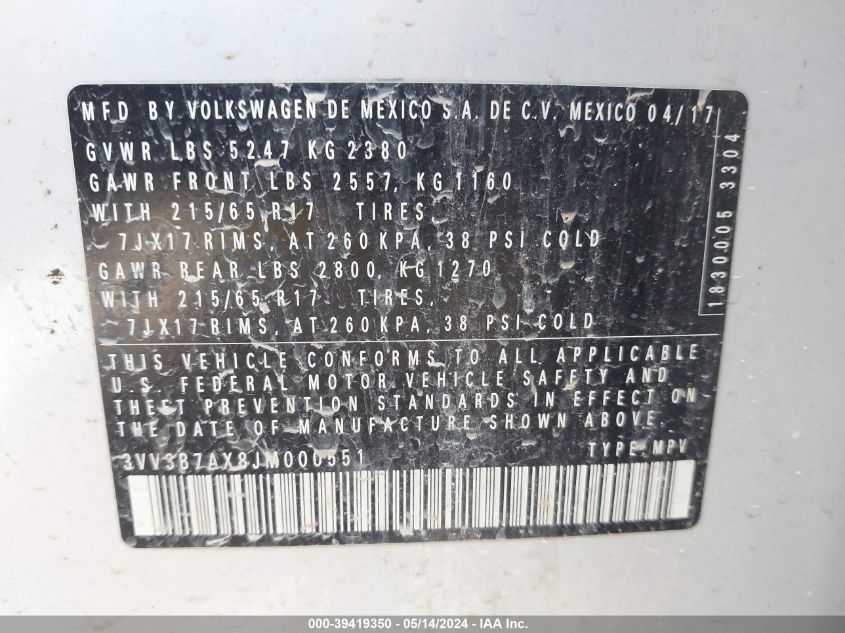 MFD BY VOLKSWAGEN DE MEXICO S.A. DE C.V. MEXICO 04/17
GVWR LBS 5247 KG 2380
GAWR FRONT LBS 2557, KG 1160
WITH 215/65 R17 TIRES,
7JX17 RIMS, AT 260 KPA, 38 PSI COLD
GAWR REAR LBS 2800, KG 1270
WITH 215/65 R17 TIRES,
7JX17 RIMS, AT 260 KPA, 38 PSI COLD
THIS VEHICLE CONFORMS TO ALL APPLICABLE
U.S. FEDERAL MOTOR VEHICLE SAFETY AND
THEFT PREVENTION STANDARDS IN EFFECT ON
THE DATE OF MANUFACTURE SHOWN ABOVE.
3VV3B7AX8JM000551 TYPE: MPV
1830005 3304
000-39419350 / 05/14/2024 - IAA Inc.